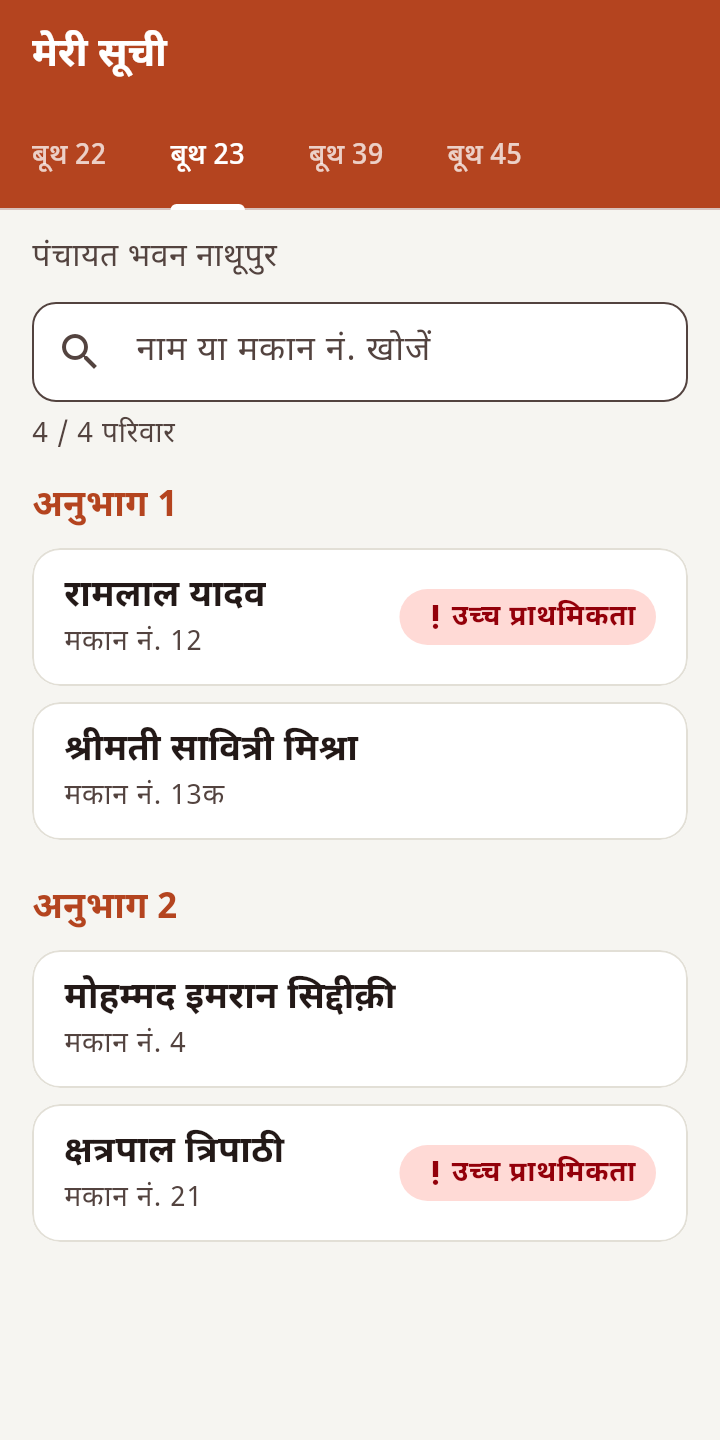 मेरी सूची
बूथ 22 बूथ 23 बूथ 39 बूथ 45
पंचायत भवन नाथूपुर
नाम या मकान नं. खोजें
4 / 4 परिवार
अनुभाग 1
रामलाल यादव
मकान नं. 12
! उच्च प्राथमिकता
श्रीमती सावित्री मिश्रा
मकान नं. 13क
अनुभाग 2
मोहम्मद इमरान सिद्दीक़ी
मकान नं. 4
क्षत्रपाल त्रिपाठी
मकान नं. 21
! उच्च प्राथमिकता